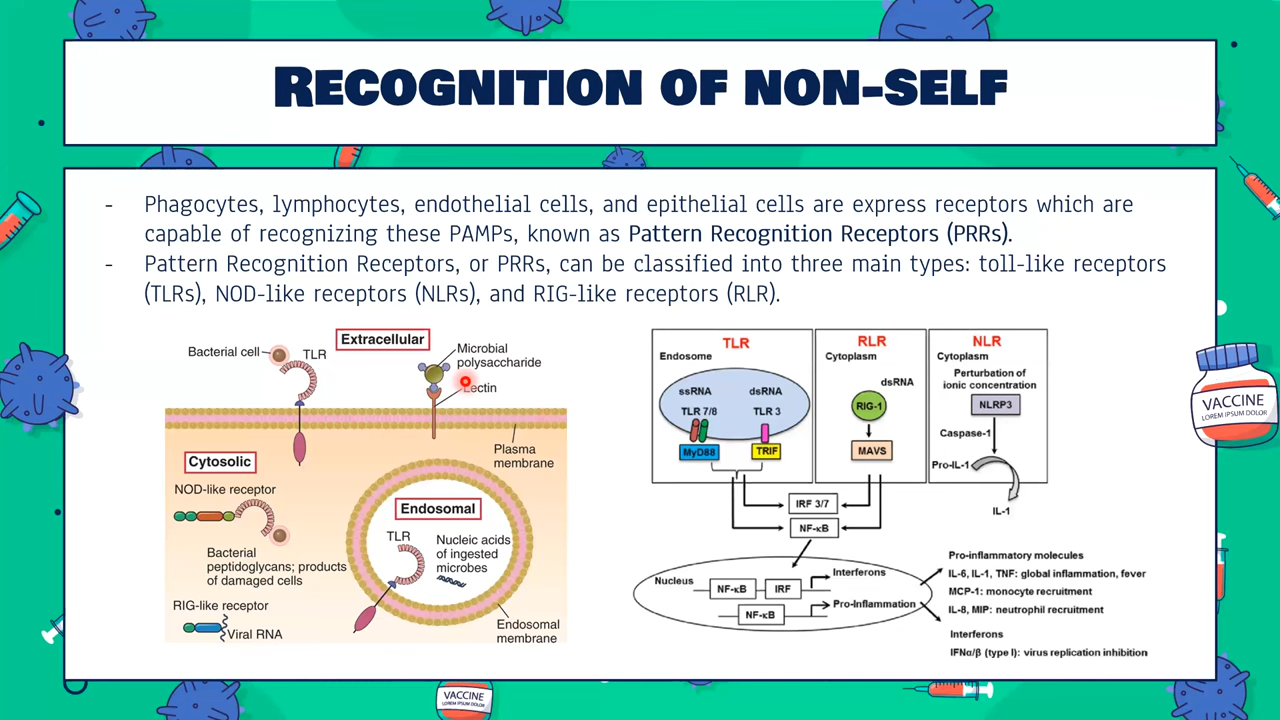 RECOGNITION OF NON-SELF
- Phagocytes, lymphocytes, endothelial cells, and epithelial cells are express receptors which are
capable of recognizing these PAMPs, known as Pattern Recognition Receptors (PRRs).
- Pattern Recognition Receptors, or PRRs, can be classified into three main types: toll-like receptors
(TLRs), NOD-like receptors (NLRs), and RIG-like receptors (RLR).
Extracellular
Bacterial cell
TLR
Microbial
polysaccharide
Lectin
Plasma
membrane
Cytosolic
NOD-like receptor
Bacterial
peptidoglycans; products
of damaged cells
RIG-like receptor
Viral RNA
Endosomal
TLR
Nucleic acids
of ingested
microbes
Endosomal
membrane
TLR
Endosome
ssRNA
dsRNA
TLR 7/8
TLR 3
MyD88
TRIF
RLR
Cytoplasm
dsRNA
RIG-1
MAVS
NLR
Cytoplasm
Perturbation of
ionic concentration
NLRP3
Caspase-1
Pro-IL-1
IL-1
IRF 3/7
NF-κB
Nucleus
NF-κB
IRF
Interferons
NF-κB
Pro-Inflammation
Pro-inflammatory molecules
IL-6, IL-1, TNF: global inflammation, fever
MCP-1: monocyte recruitment
IL-8, MIP: neutrophil recruitment
Interferons
IFNα/β (type I): virus replication inhibition
VACCINE
LOREM IPSUM DOLOR
VACCINE
LOREM IPSUM DOLOR